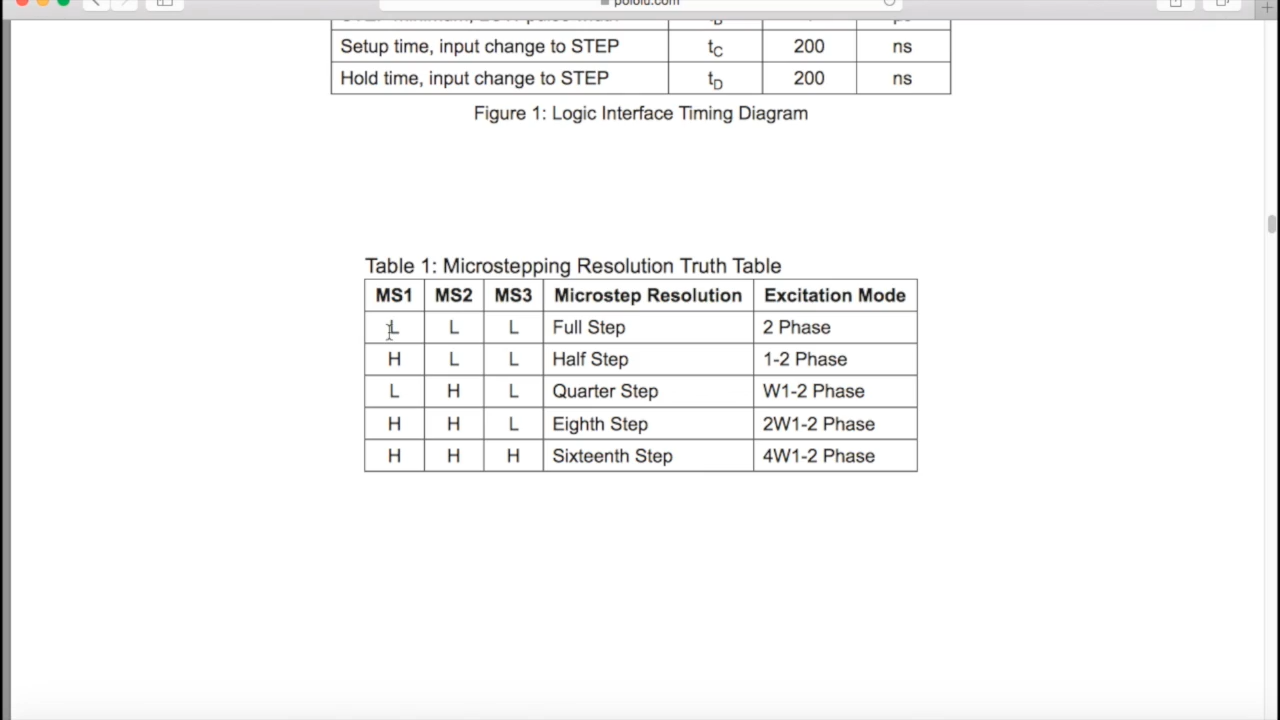 pololu.com
Setup time, input change to STEP tC 200 ns
Hold time, input change to STEP tD 200 ns
Figure 1: Logic Interface Timing Diagram
Table 1: Microstepping Resolution Truth Table
MS1 MS2 MS3 Microstep Resolution Excitation Mode
L L L Full Step 2 Phase
H L L Half Step 1-2 Phase
L H L Quarter Step W1-2 Phase
H H L Eighth Step 2W1-2 Phase
H H H Sixteenth Step 4W1-2 Phase